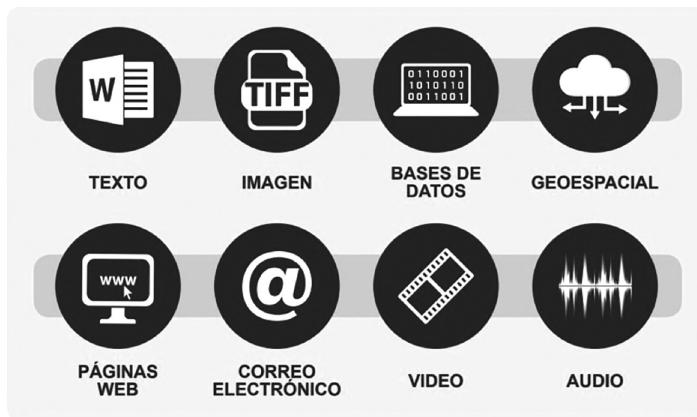 W
TIFF
0110001
1010110
0011001
TEXTO
IMAGEN
BASES DE
DATOS
GEOESPACIAL
www
@
PÁGINAS
WEB
CORREO
ELECTRÓNICO
VIDEO
AUDIO